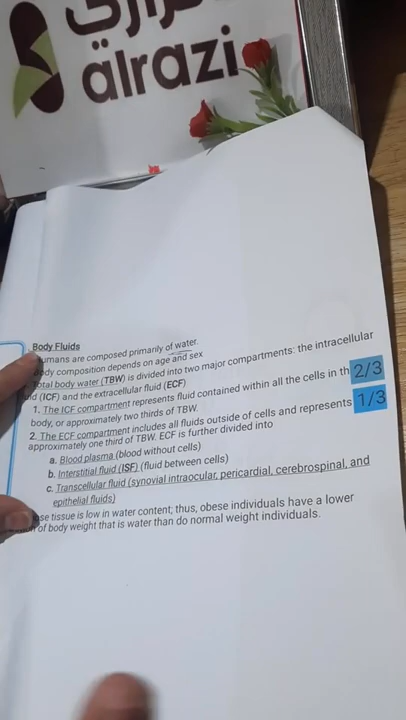 alrazi
Body Fluids
umans are composed primarily of water.
ody composition depends on age and sex
Total body water (TBW) is divided into two major compartments: the intracellular
(ICF) and the extracellular fluid (ECF)
1. The ICF compartment represents fluid contained within all the cells in th 2/3
body, or approximately two thirds of TBW.
2. The ECF compartment includes all fluids outside of cells and represents 1/3
approximately one third of TBW. ECF is further divided into
a. Blood plasma (blood without cells)
b. Interstitial fluid (ISF) (fluid between cells)
c. Transcellular fluid (synovial intraocular, pericardial, cerebrospinal, and
epithelial fluids)
ose tissue is low in water content; thus, obese individuals have a lower
of body weight that is water than do normal weight individuals.